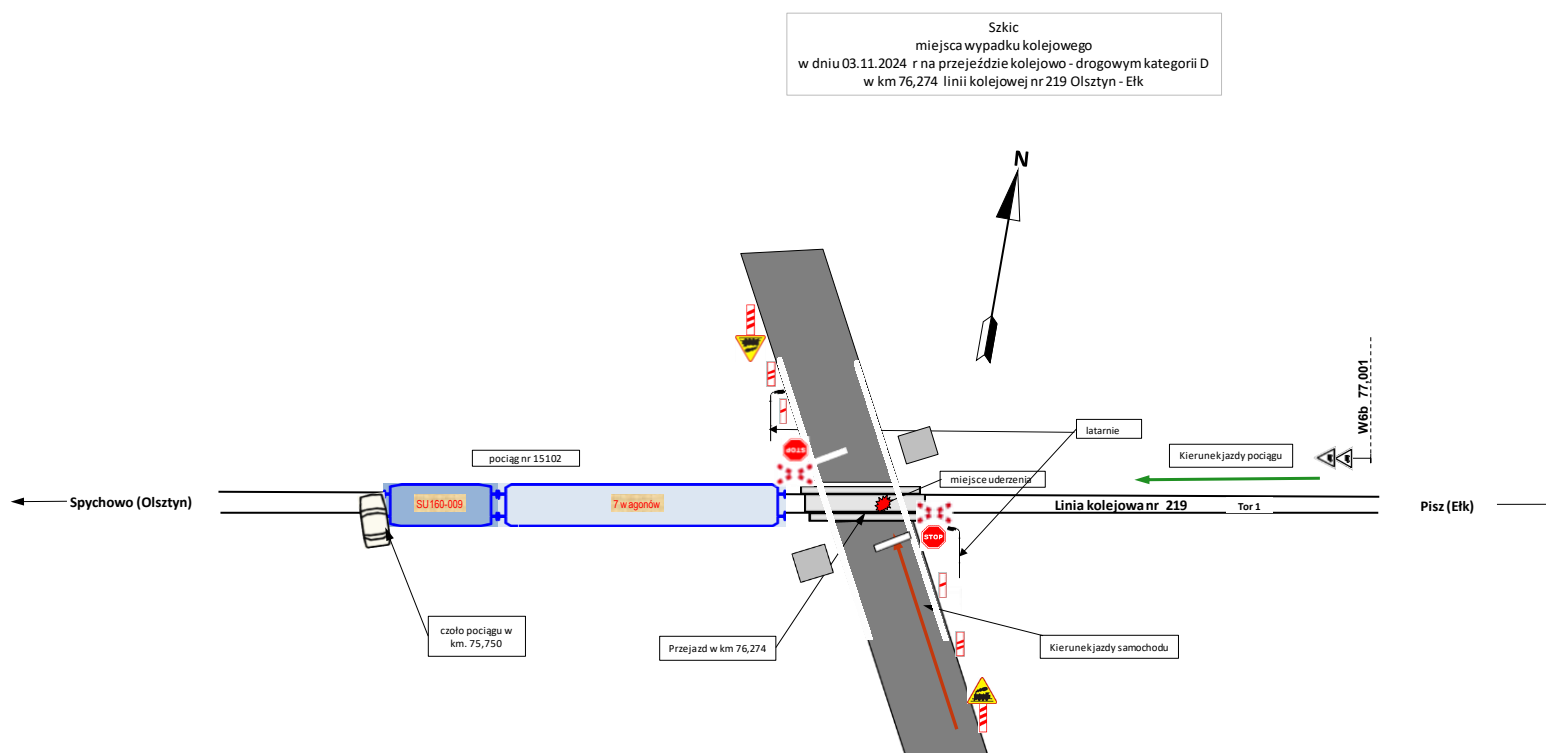 Szkic
miejsca wypadku kolejowego
w dniu 03.11.2024 r na przejeździe kolejowo - drogowym kategorii D
w km 76,274 linii kolejowej nr 219 Olsztyn - Ełk
N
W6b 77,001
latarnie
STOP
Kierunek jazdy pociągu
pociąg nr 15102
miejsce uderzenia
Spychowo (Olsztyn)
SU160-009
7 wagonów
Linia kolejowa nr 219
Tor 1
Pisz (Ełk)
STOP
czoło pociągu w
km. 75,750
Przejazd w km 76,274
Kierunek jazdy samochodu